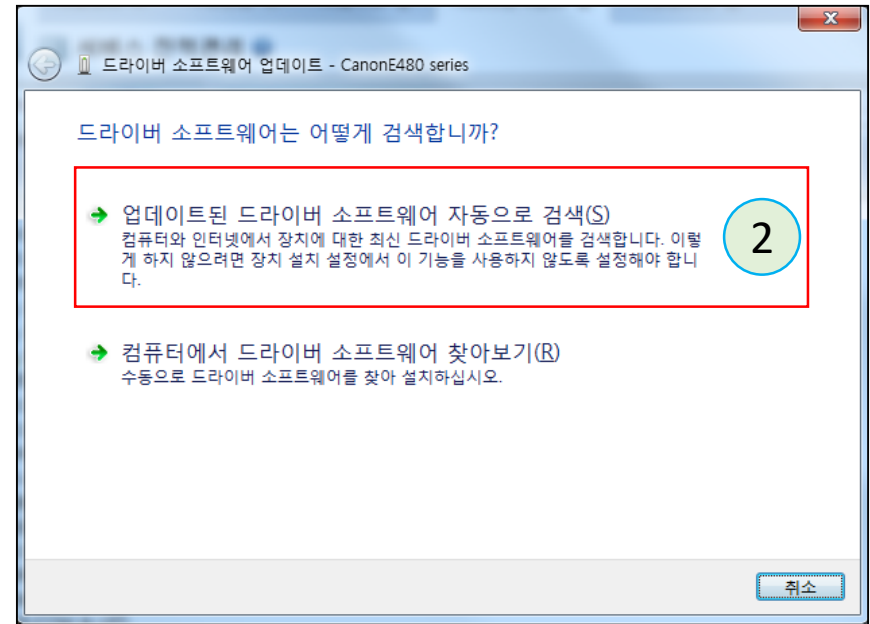 드라이버 소프트웨어 업데이트 - CanonE480 series
드라이버 소프트웨어는 어떻게 검색합니까?
업데이트된 드라이버 소프트웨어 자동으로 검색(S)
컴퓨터와 인터넷에서 장치에 대한 최신 드라이버 소프트웨어를 검색합니다. 이렇
게 하지 않으려면 장치 설치 설정에서 이 기능을 사용하지 않도록 설정해야 합니
다.
2
컴퓨터에서 드라이버 소프트웨어 찾아보기(R)
수동으로 드라이버 소프트웨어를 찾아 설치하십시오.
취소